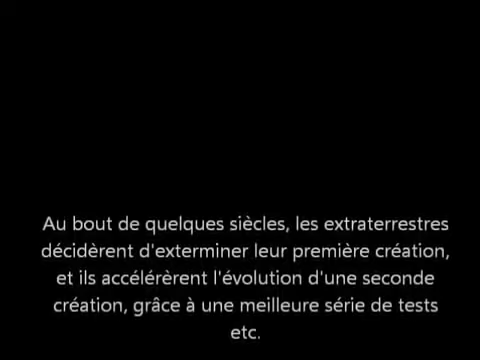 Au bout de quelques siècles, les extraterrestres
décidèrent d'exterminer leur première création,
et ils accélérèrent l'évolution d'une seconde
création, grâce à une meilleure série de tests
etc.